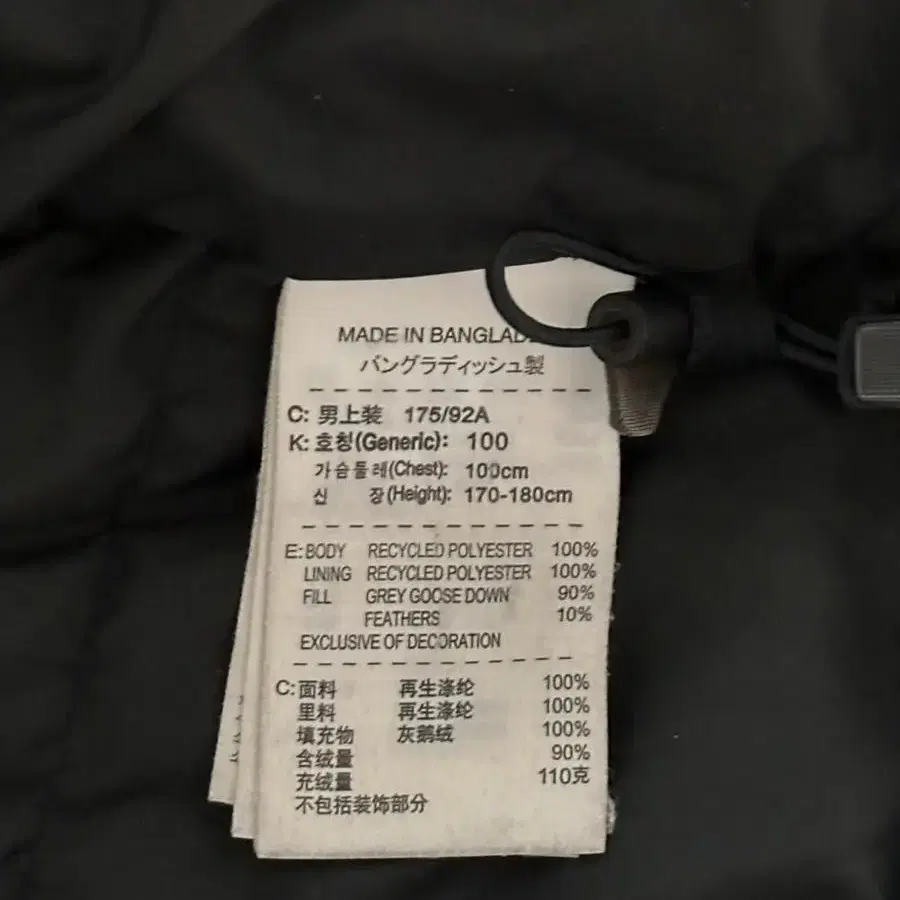 MADE IN BANGLAD
バングラディッシュ製
C: 男上装 175/92A
K: 호칭(Generic): 100
가슴둘레(Chest): 100cm
신 장(Height): 170-180cm
E: BODY RECYCLED POLYESTER 100%
LINING RECYCLED POLYESTER 100%
FILL GREY GOOSE DOWN 90%
FEATHERS 10%
EXCLUSIVE OF DECORATION
C: 面料 再生涤纶 100%
里料 再生涤纶 100%
填充物 灰鹅绒 100%
含绒量 90%
充绒量 110克
不包括装饰部分